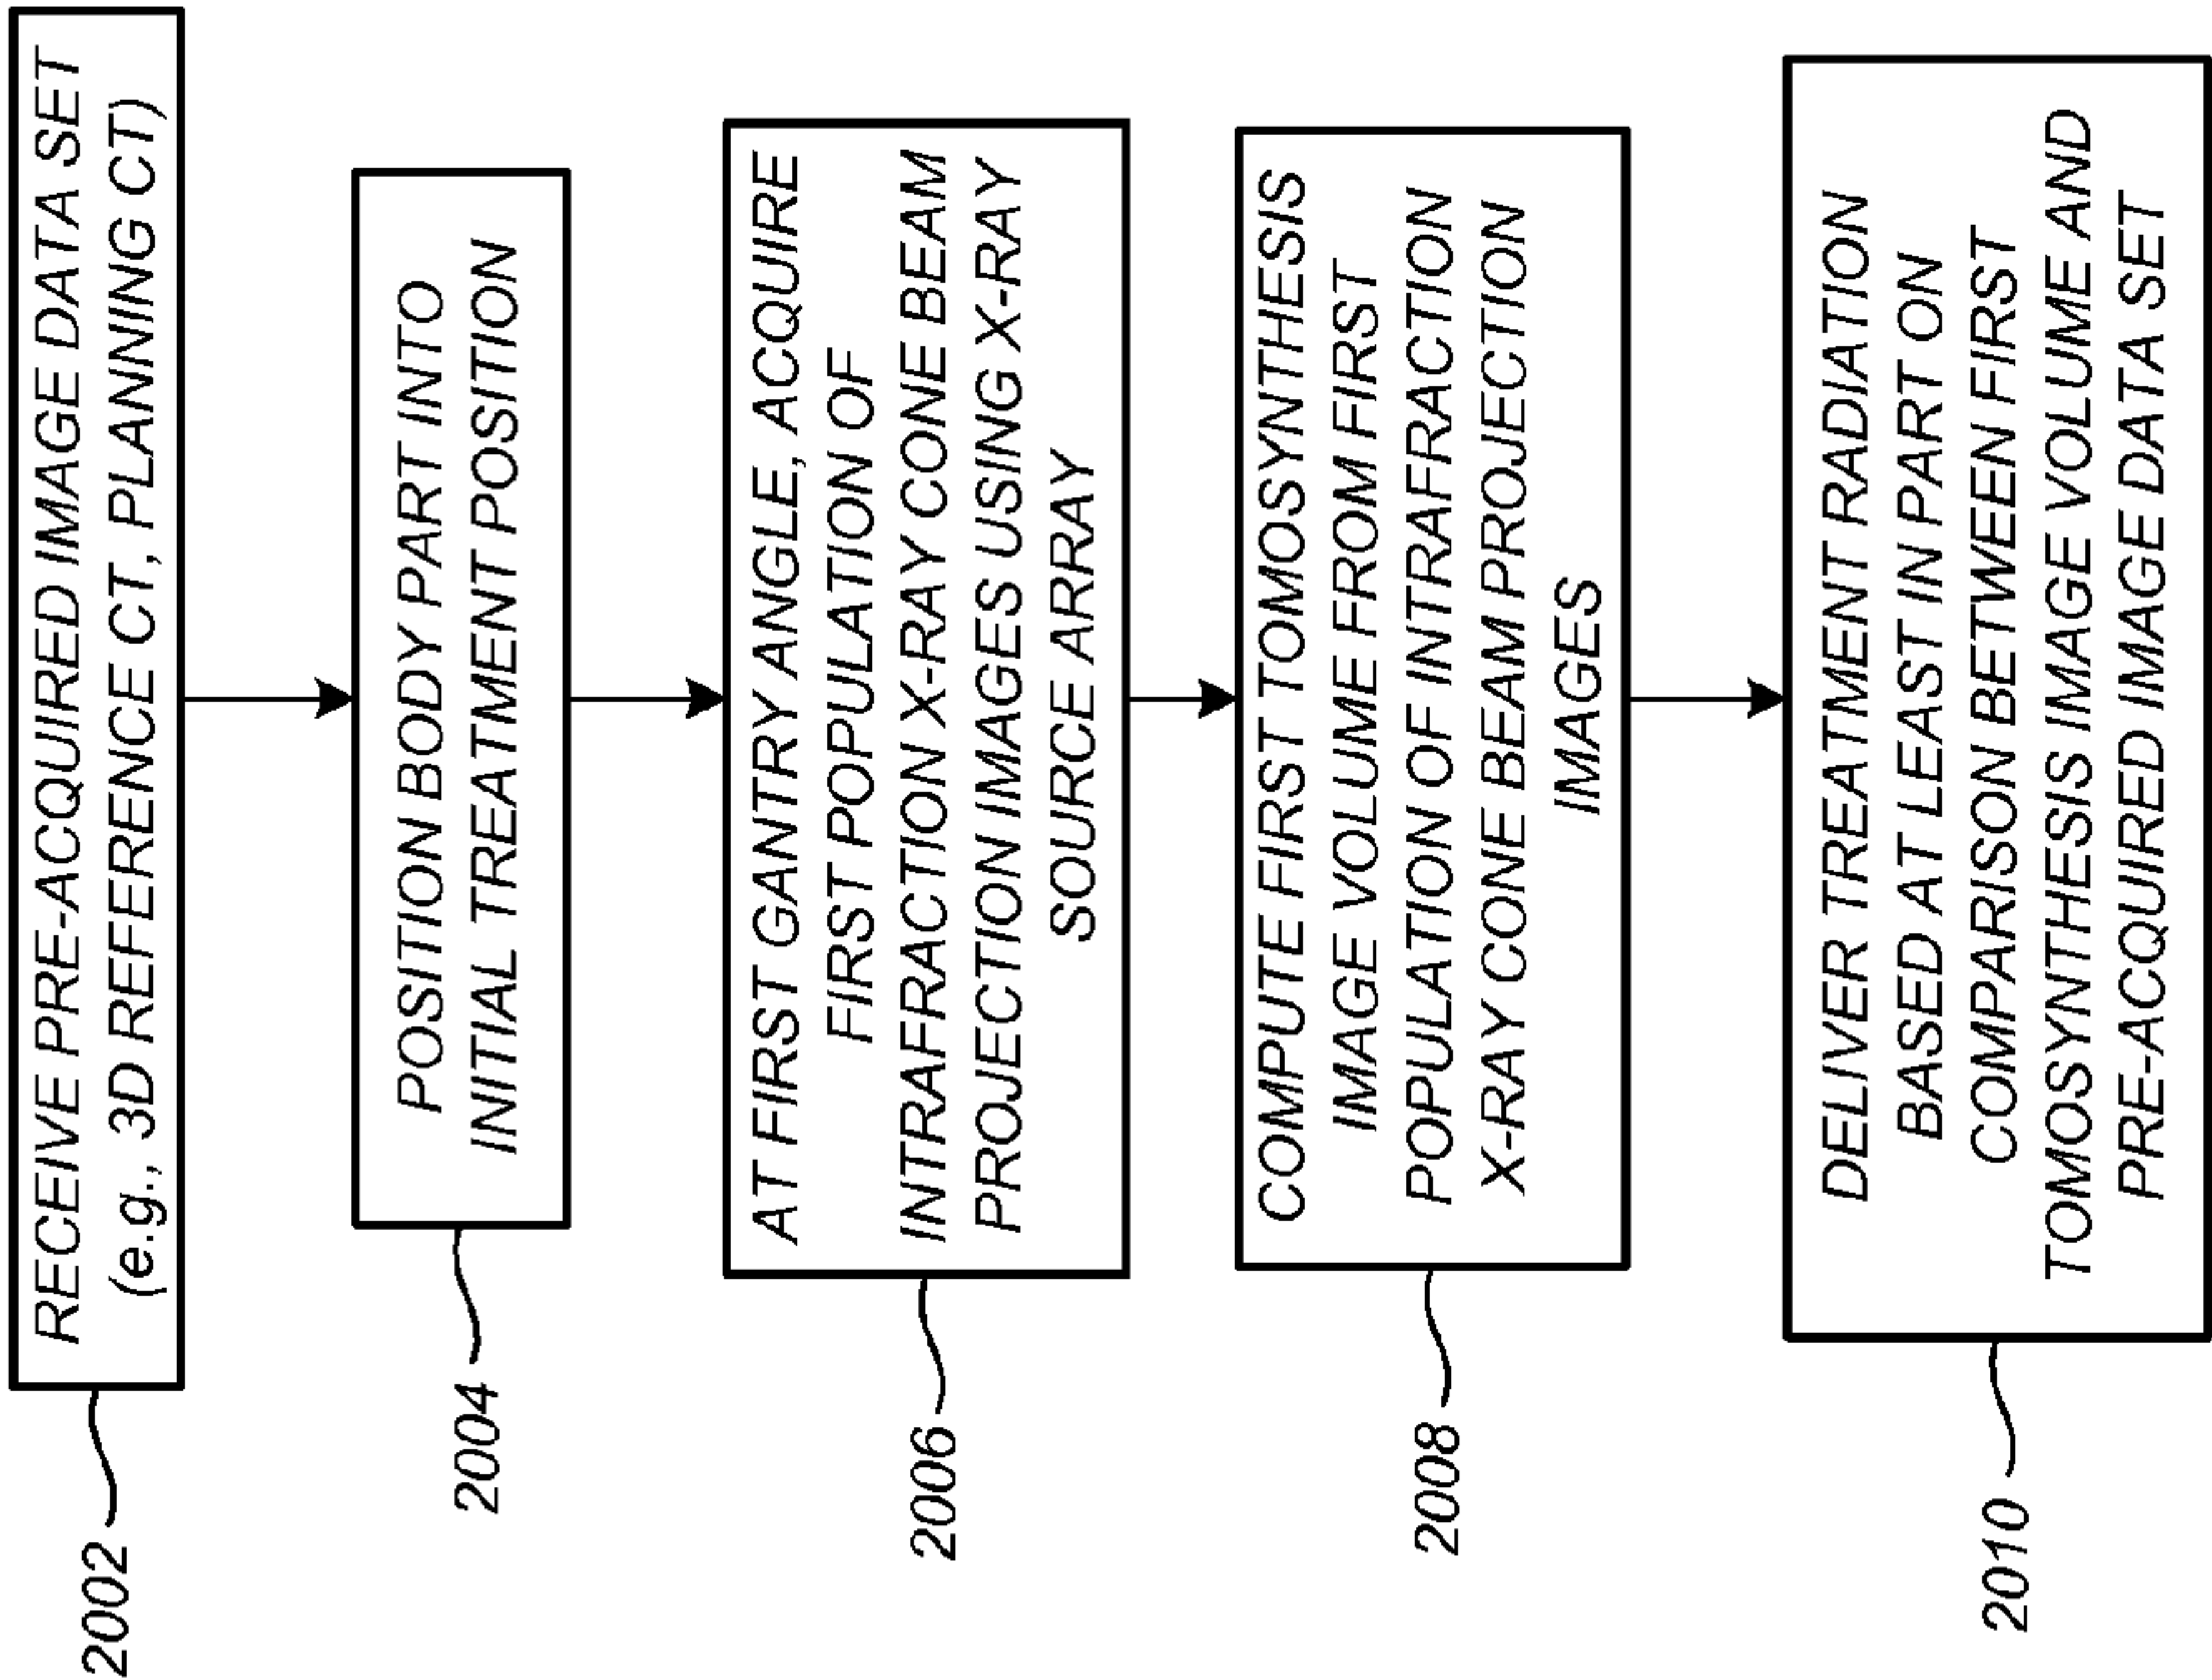 2002
RECEIVE PRE-ACQUIRED IMAGE DATA SET
(e.g., 3D REFERENCE CT, PLANNING CT)
2004
POSITION BODY PART INTO
INITIAL TREATMENT POSITION
2006
AT FIRST GANTRY ANGLE, ACQUIRE
FIRST POPULATION OF
INTRAFRACTION X-RAY CONE BEAM
PROJECTION IMAGES USING X-RAY
SOURCE ARRAY
2008
COMPUTE FIRST TOMOSYNTHESIS
IMAGE VOLUME FROM FIRST
POPULATION OF INTRAFRACTION
X-RAY CONE BEAM PROJECTION
IMAGES
2010
DELIVER TREATMENT RADIATION
BASED AT LEAST IN PART ON
COMPARISON BETWEEN FIRST
TOMOSYNTHESIS IMAGE VOLUME AND
PRE-ACQUIRED IMAGE DATA SET